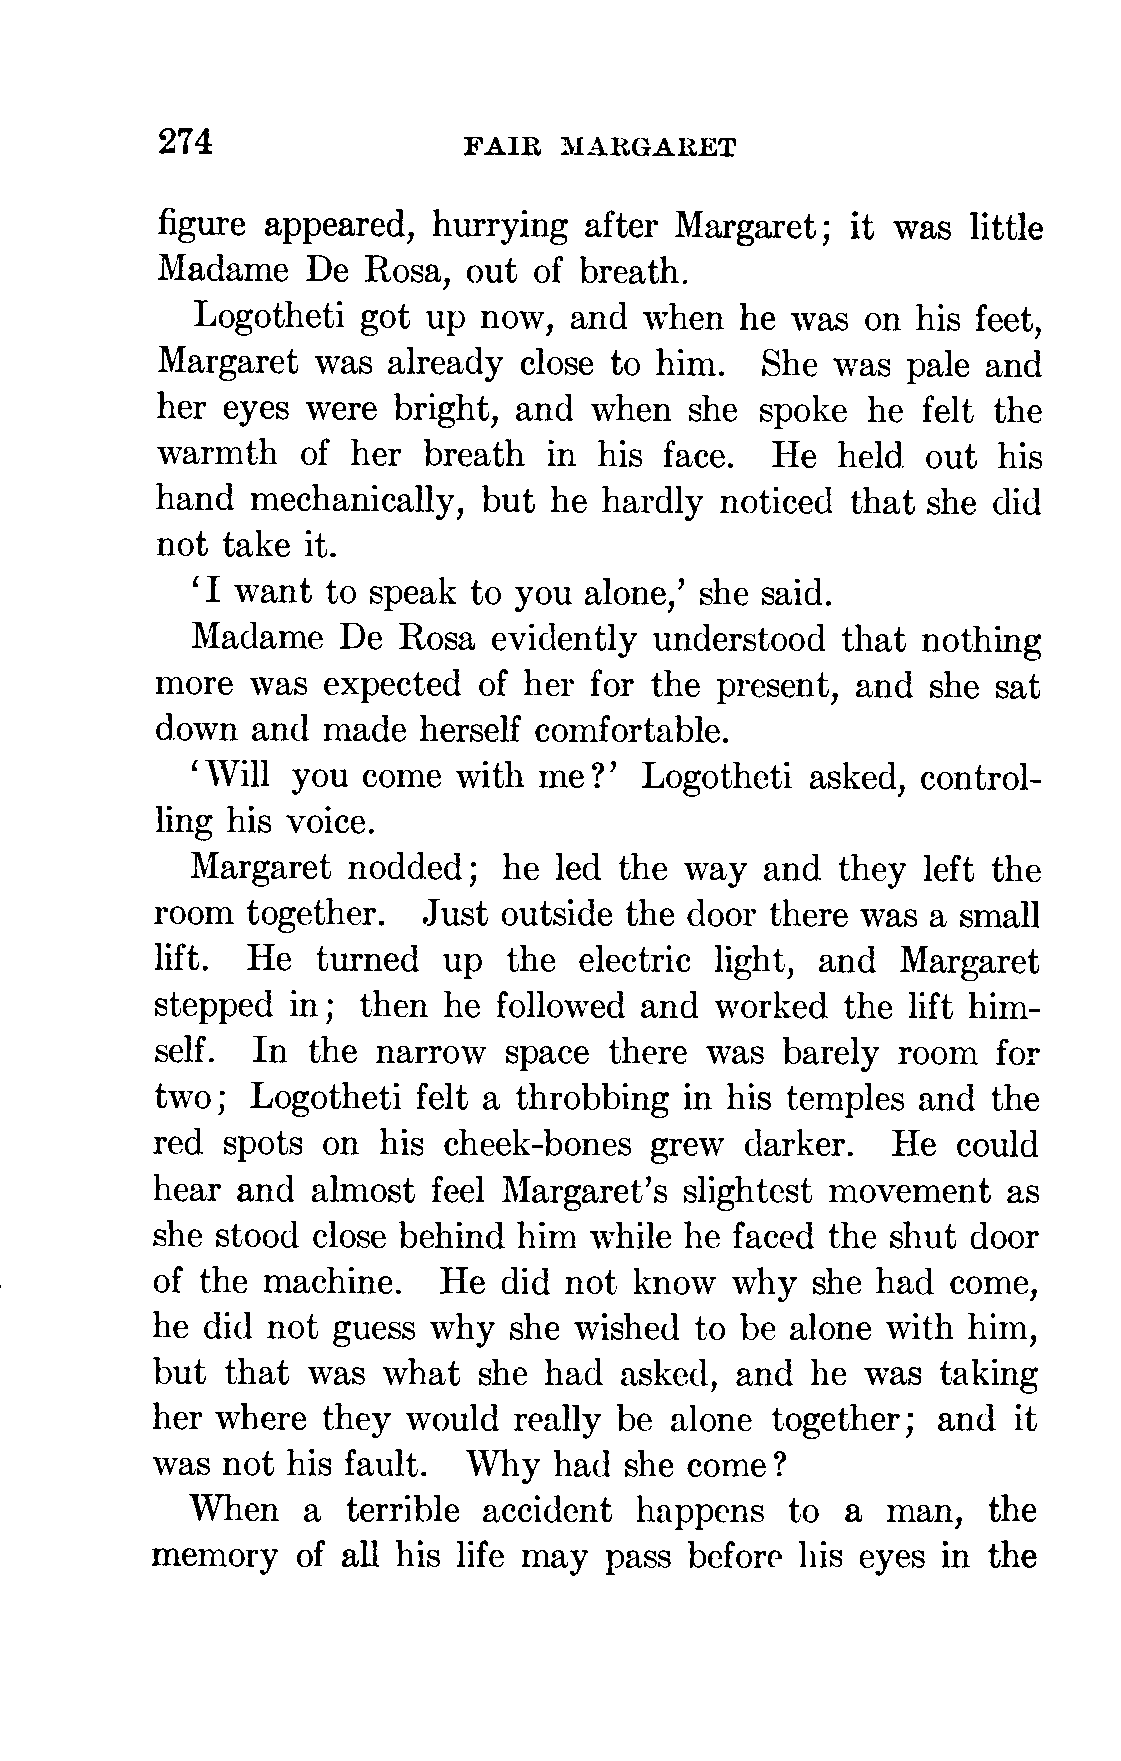 274 FAIR MARGARET
figure appeared, hurrying after Margaret; it was little
Madame De Rosa, out of breath.
Logotheti got up now, and when he was on his feet,
Margaret was already close to him. She was pale and
her eyes were bright, and when she spoke he felt the
warmth of her breath in his face. He held out his
hand mechanically, but he hardly noticed that she did
not take it.
'I want to speak to you alone,' she said.
Madame De Rosa evidently understood that nothing
more was expected of her for the present, and she sat
down and made herself comfortable.
'Will you come with me?' Logotheti asked, control-
ling his voice.
Margaret nodded; he led the way and they left the
room together. Just outside the door there was a small
lift. He turned up the electric light, and Margaret
stepped in; then he followed and worked the lift him-
self. In the narrow space there was barely room for
two; Logotheti felt a throbbing in his temples and the
red spots on his cheek-bones grew darker. He could
hear and almost feel Margaret's slightest movement as
she stood close behind him while he faced the shut door
of the machine. He did not know why she had come,
he did not guess why she wished to be alone with him,
but that was what she had asked, and he was taking
her where they would really be alone together; and it
was not his fault. Why had she come?
When a terrible accident happens to a man, the
memory of all his life may pass before his eyes in the